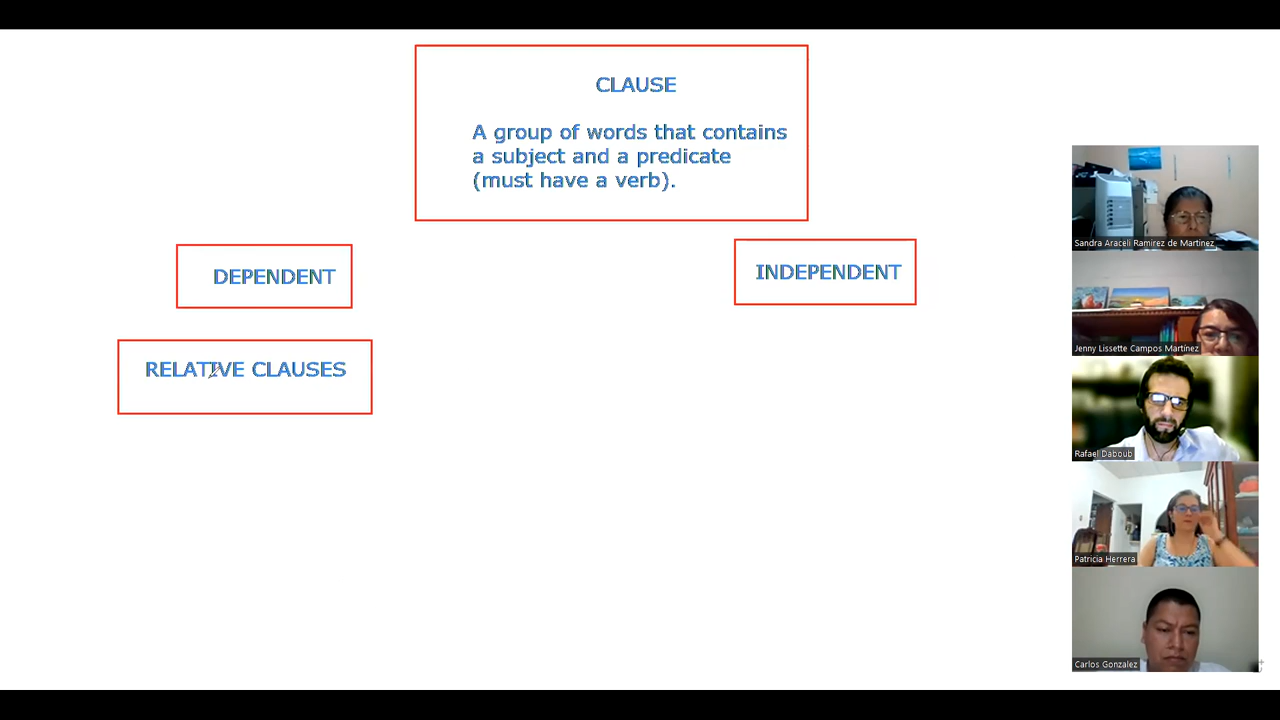 CLAUSE
A group of words that contains
a subject and a predicate
(must have a verb).
DEPENDENT
INDEPENDENT
RELATIVE CLAUSES
Sandra Araceli Ramirez de Martinez
Jenny Lissette Campos Martínez
Rafael Daboub
Patricia Herrera
Carlos Gonzalez